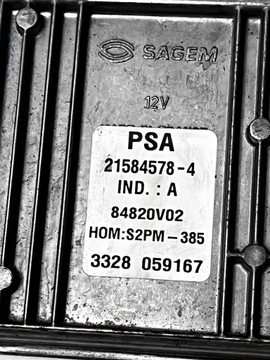 SAGEM
12V
PSA
21584578-4
IND. : A
84820V02
HOM:S2PM-385
3328 059167